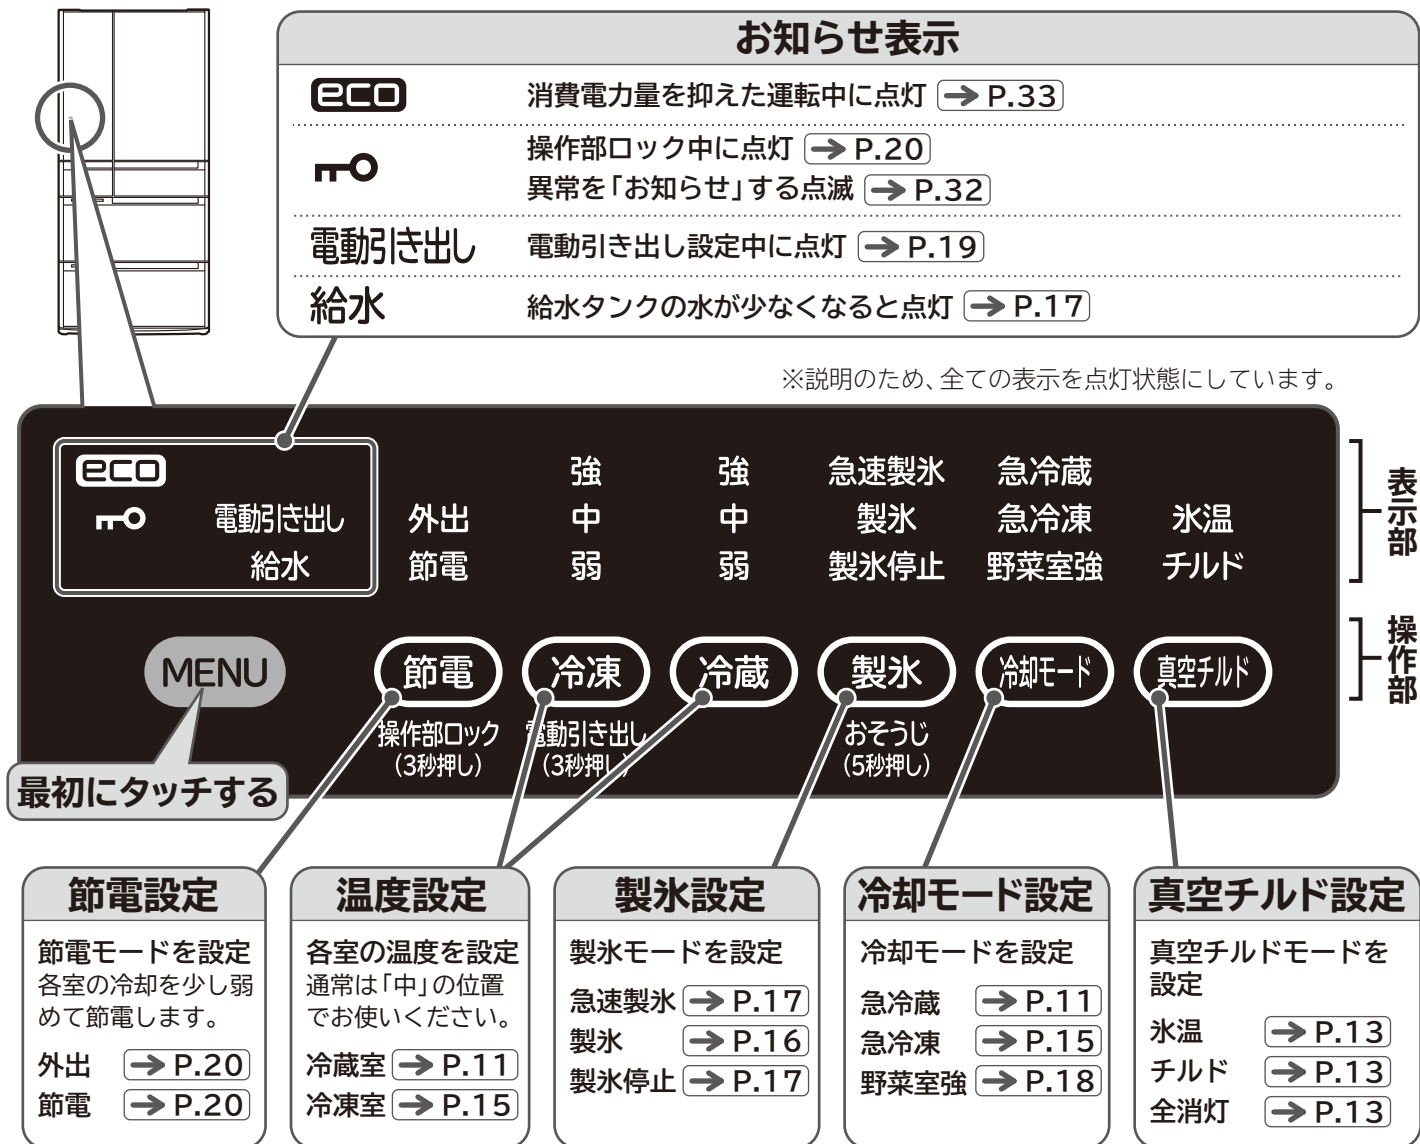 お知らせ表示
eco 消費電力量を抑えた運転中に点灯 → P.33
操作部ロック中に点灯 → P.20
異常を「お知らせ」する点滅 → P.32
電動引き出し 電動引き出し設定中に点灯 → P.19
給水 給水タンクの水が少なくなると点灯 → P.17
※説明のため、全ての表示を点灯状態にしています。
eco 強 強 急速製氷 急冷蔵
電動引き出し 外出 中 中 製氷 急冷凍 氷温
給水 節電 弱 弱 製氷停止 野菜室強 チルド
表示部
MENU 節電 冷凍 冷蔵 製氷 冷却モード 真空チルド
操作部
操作部ロック 電動引き出し おそうじ
(3秒押し) (3秒押し) (5秒押し)
最初にタッチする
節電設定
節電モードを設定
各室の冷却を少し弱
めて節電します。
外出 → P.20
節電 → P.20
温度設定
各室の温度を設定
通常は「中」の位置
でお使いください。
冷蔵室 → P.11
冷凍室 → P.15
製氷設定
製氷モードを設定
急速製氷 → P.17
製氷 → P.16
製氷停止 → P.17
冷却モード設定
冷却モードを設定
急冷蔵 → P.11
急冷凍 → P.15
野菜室強 → P.18
真空チルド設定
真空チルドモードを
設定
氷温 → P.13
チルド → P.13
全消灯 → P.13